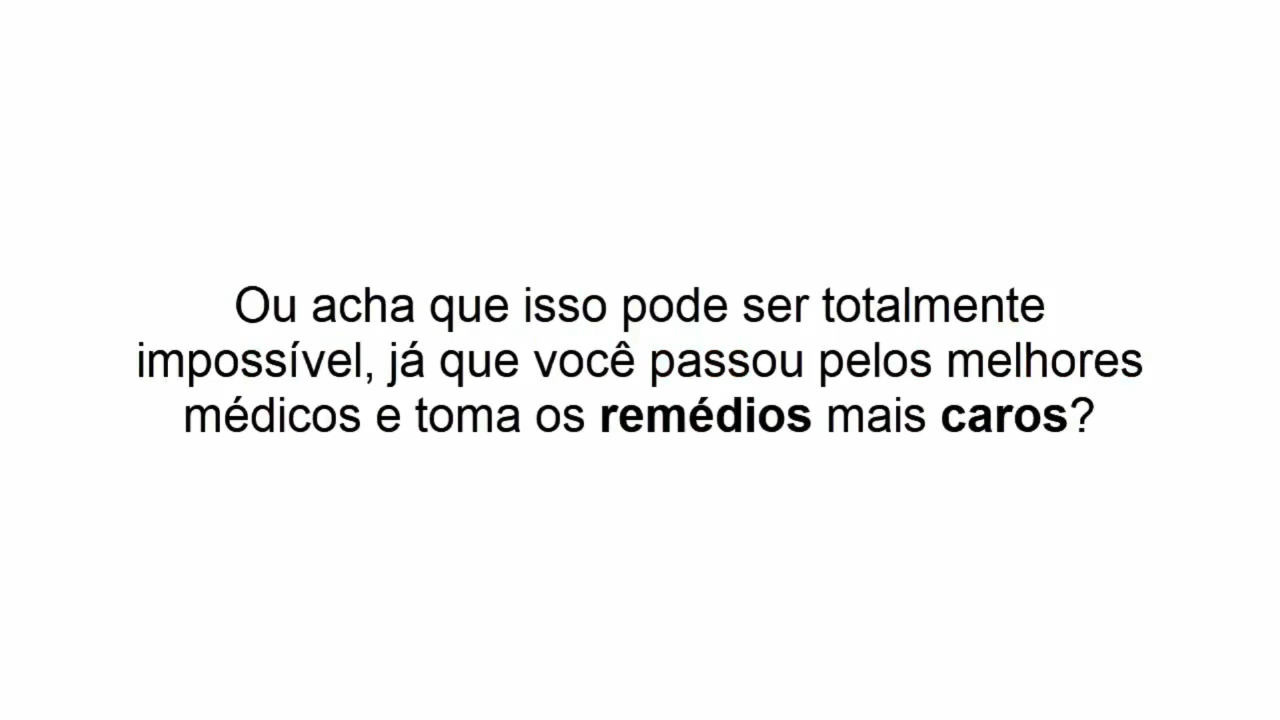 Ou acha que isso pode ser totalmente
impossível, já que você passou pelos melhores
médicos e toma os remédios mais caros?